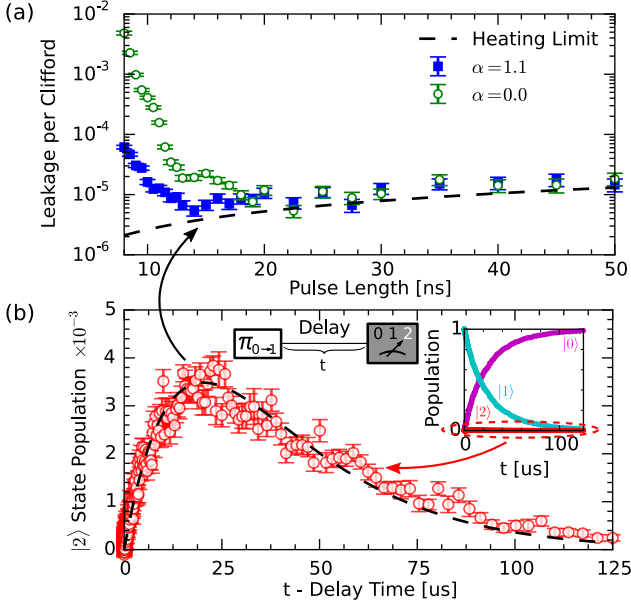 (a)
Leakage per Clifford
10⁻²
10⁻³
10⁻⁴
10⁻⁵
10⁻⁶
Heating Limit
α=1.1
α=0.0
10 20 30 40 50
Pulse Length [ns]
(b)
|2⟩ State Population ×10⁻³
5
4
3
2
1
0
π₀→₁
Delay
t
0 1 2
Population
1
0
|0⟩
|1⟩
|2⟩
0 100
t [us]
0 25 50 75 100 125
t - Delay Time [us]